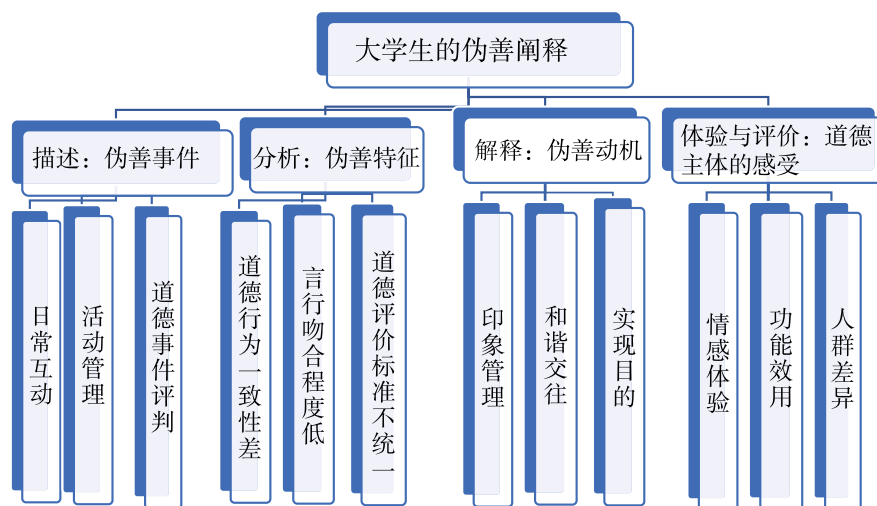 大学生的伪善阐释
描述：伪善事件
分析：伪善特征
解释：伪善动机
体验与评价：道德
主体的感受
日常互动
活动管理
道德事件评判
道德行为一致性差
言行吻合程度低
道德评价标准不统一
印象管理
和谐交往
实现目的
情感体验
功能效用
人群差异